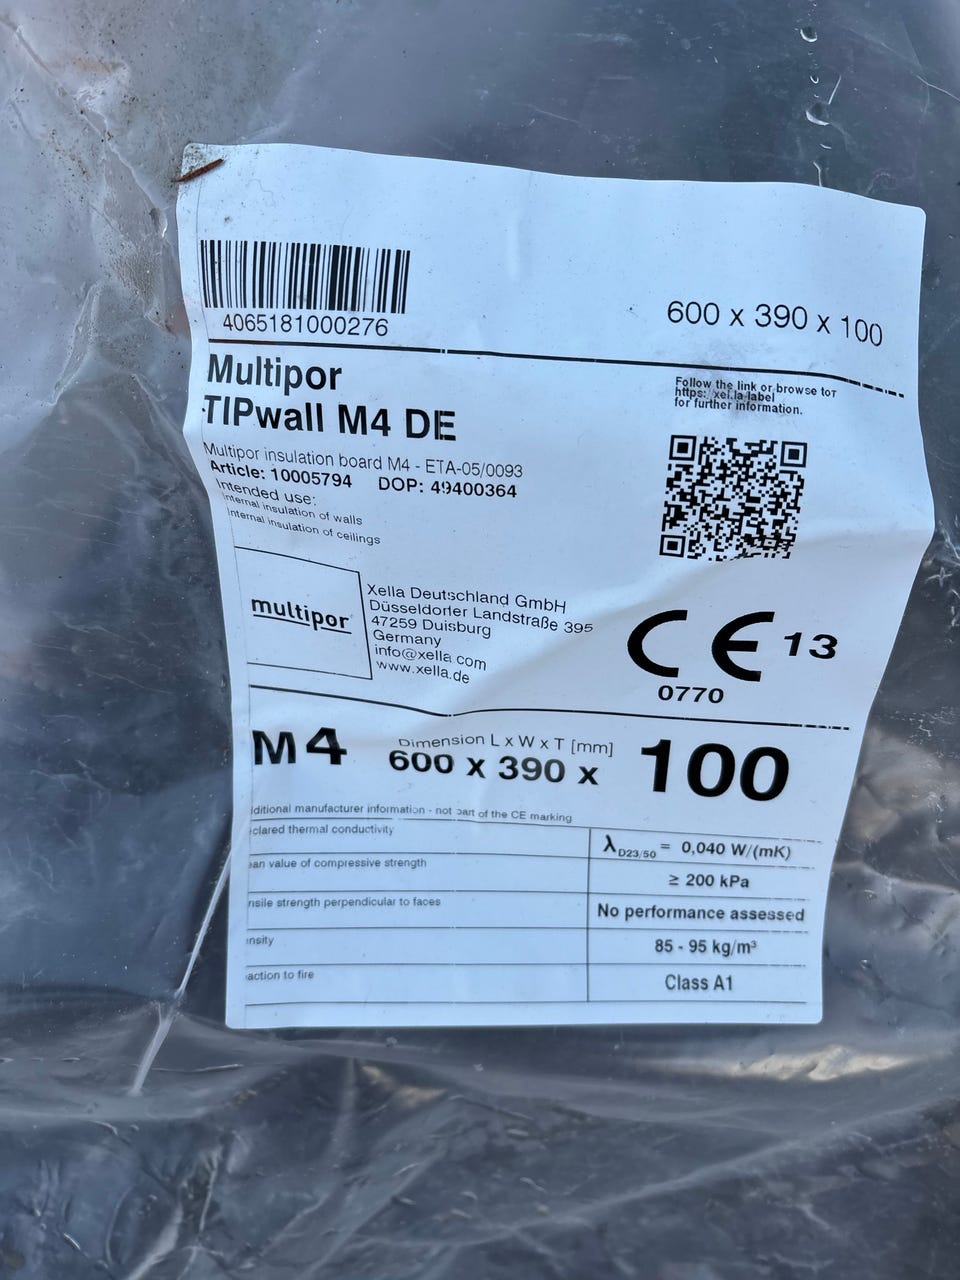 4065181000276
600 x 390 x 100
Multipor
TIPwall M4 DE
Follow the link or browse tor
https: xel.la label
for further information.
Multipor insulation board M4 - ETA-05/0093
Article: 10005794 DOP: 49400364
Intended use:
Internal insulation of walls
Internal insulation of ceilings
multipor
Xella Deutschland GmbH
Düsseldorfer Landstraße 395
47259 Duisburg
Germany
info@xella.com
www.xella.de
CE 13
0770
M4
Dimension L x W x T [mm]
600 x 390 x 100
ditional manufacturer information - not part of the CE marking
clared thermal conductivity λD23/50 = 0,040 W/(mK)
an value of compressive strength ≥ 200 kPa
nsile strength perpendicular to faces No performance assessed
nsity 85 - 95 kg/m³
action to fire Class A1